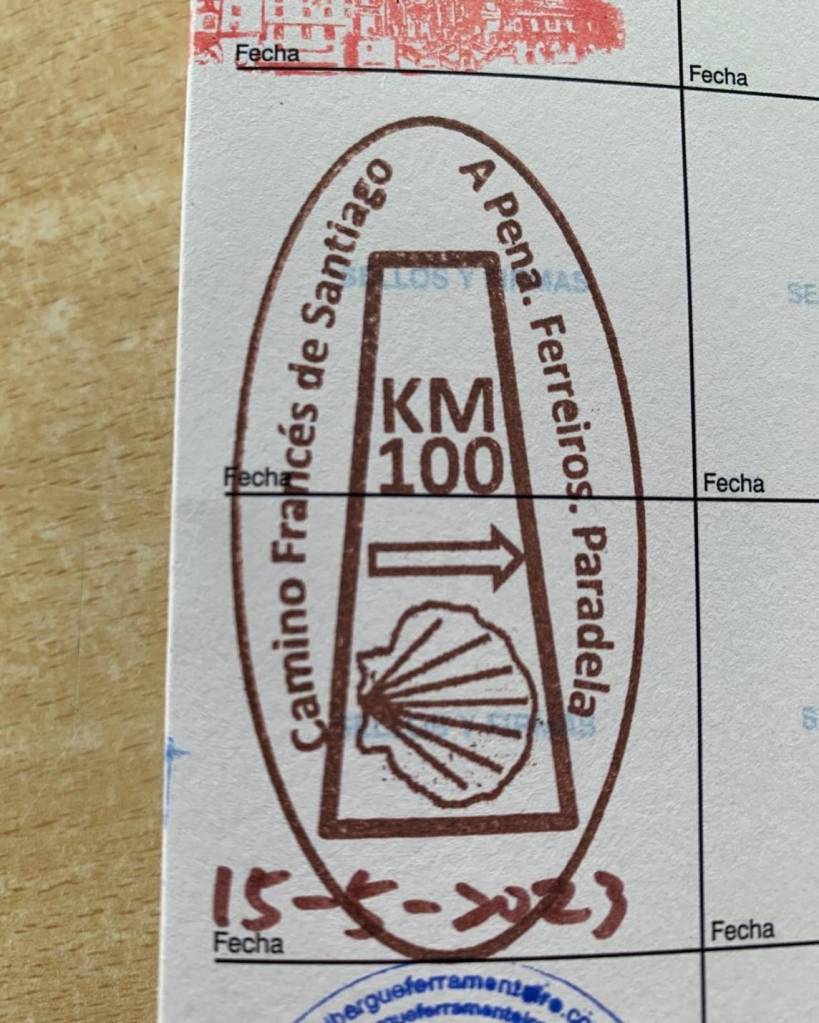 Fecha
Fecha
Camino Francés de Santiago
A Pena. Ferreiros. Paradela
SELLOS Y FIRMAS
SE
KM
100
Fecha
Fecha
SELLOS Y FIRMAS
15-5-2023
Fecha
Fecha